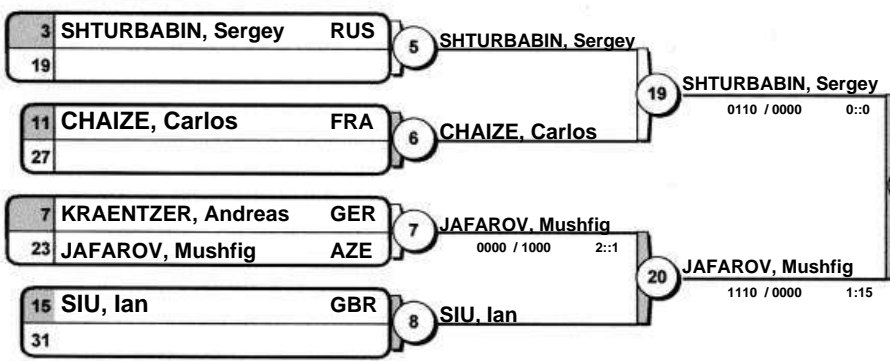 3 SHTURBABIN, Sergey RUS
19
5 SHTURBABIN, Sergey
11 CHAIZE, Carlos FRA
27
6 CHAIZE, Carlos
19 SHTURBABIN, Sergey
0110 / 0000 0::0
7 KRAENTZER, Andreas GER
23 JAFAROV, Mushfig AZE
7 JAFAROV, Mushfig
0000 / 1000 2::1
15 SIU, Ian GBR
31
8 SIU, Ian
20 JAFAROV, Mushfig
1110 / 0000 1:15